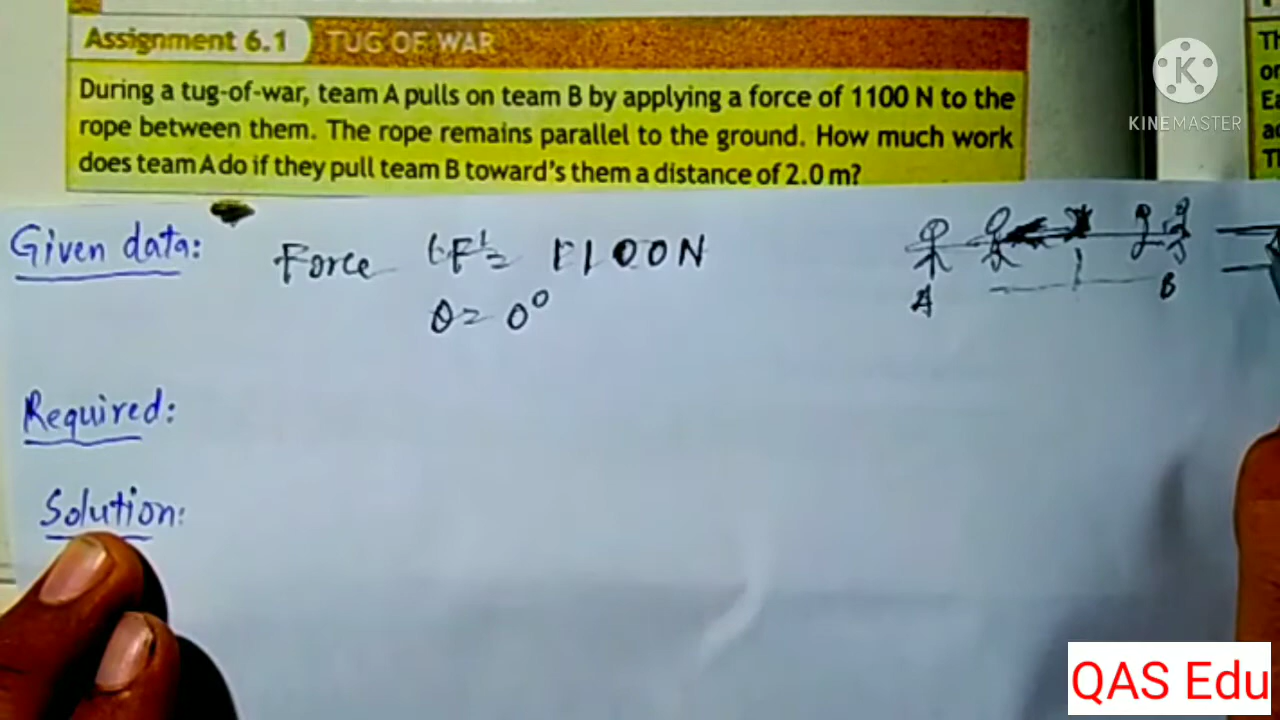 Assignment 6.1 TUG OF WAR
During a tug-of-war, team A pulls on team B by applying a force of 1100 N to the
rope between them. The rope remains parallel to the ground. How much work
does team A do if they pull team B toward's them a distance of 2.0 m?
KINEMASTER
Given data: Force 'F' = 1100N
θ = 0°
A B
Required:
Solution:
QAS Edu